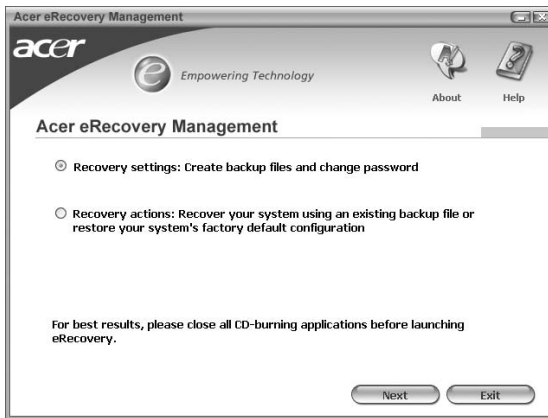 Acer eRecovery Management
acer
e Empowering Technology
About
Help
Acer eRecovery Management
Recovery settings: Create backup files and change password
Recovery actions: Recover your system using an existing backup file or
restore your system's factory default configuration
For best results, please close all CD-burning applications before launching
eRecovery.
Next
Exit